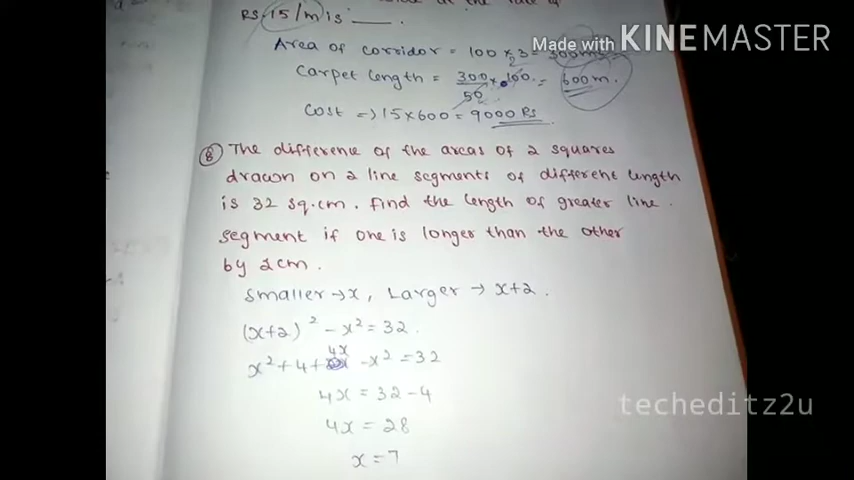 RS.15/m is ___.
Made with KINEMASTER
Area of corridor = 100 × 3 = 300 m²
Carpet length = 300/50 × 100 = 600 m.
2
Cost => 15×600 = 9000 Rs
⑧ The difference of the areas of 2 squares
drawn on 2 line segments of different length
is 32 sq.cm. Find the length of greater line
segment if one is longer than the other
by 2cm.
Smaller → x, Larger → x+2.
(x+2)² - x² = 32.
x² + 4 + 4x - x² = 32
4x = 32 - 4
techeditz2u
4x = 28
x = 7